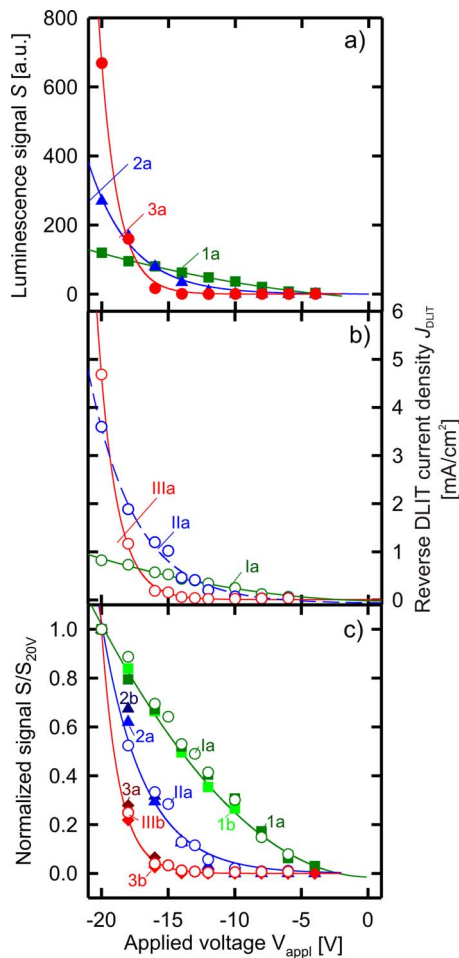 800
600
400
200
0
Luminescence signal S [a.u.]
a)
2a
3a
1a
6
5
4
3
2
1
0
Reverse DLIT current density J_DLIT
[mA/cm²]
b)
IIIa
IIa
Ia
1.0
0.8
0.6
0.4
0.2
0.0
Normalized signal S/S_20V
c)
2b
2a
Ia
3a
IIa
IIIb
1b
1a
3b
-20 -15 -10 -5 0
Applied voltage V_appl [V]